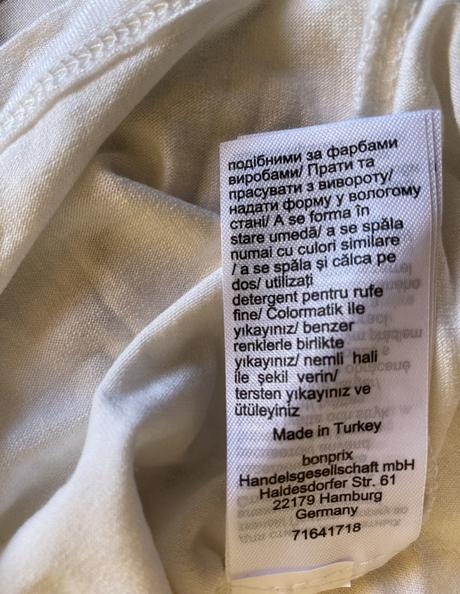 подібними за фарбами
виробами/ Прати та
прасувати з вивороту/
надати форму у вологому
стані/ A se forma în
stare umedă/ a se spăla
numai cu culori similare
/ a se spăla și călca pe
dos/ utilizați
detergent pentru rufe
fine/ Colormatik ile
yıkayınız/ benzer
renklerle birlikte
yıkayınız/ nemli hali
ile şekil verin/
tersten yıkayınız ve
ütüleyiniz
Made in Turkey
bonprix
Handelsgesellschaft mbH
Haldesdorfer Str. 61
22179 Hamburg
Germany
71641718